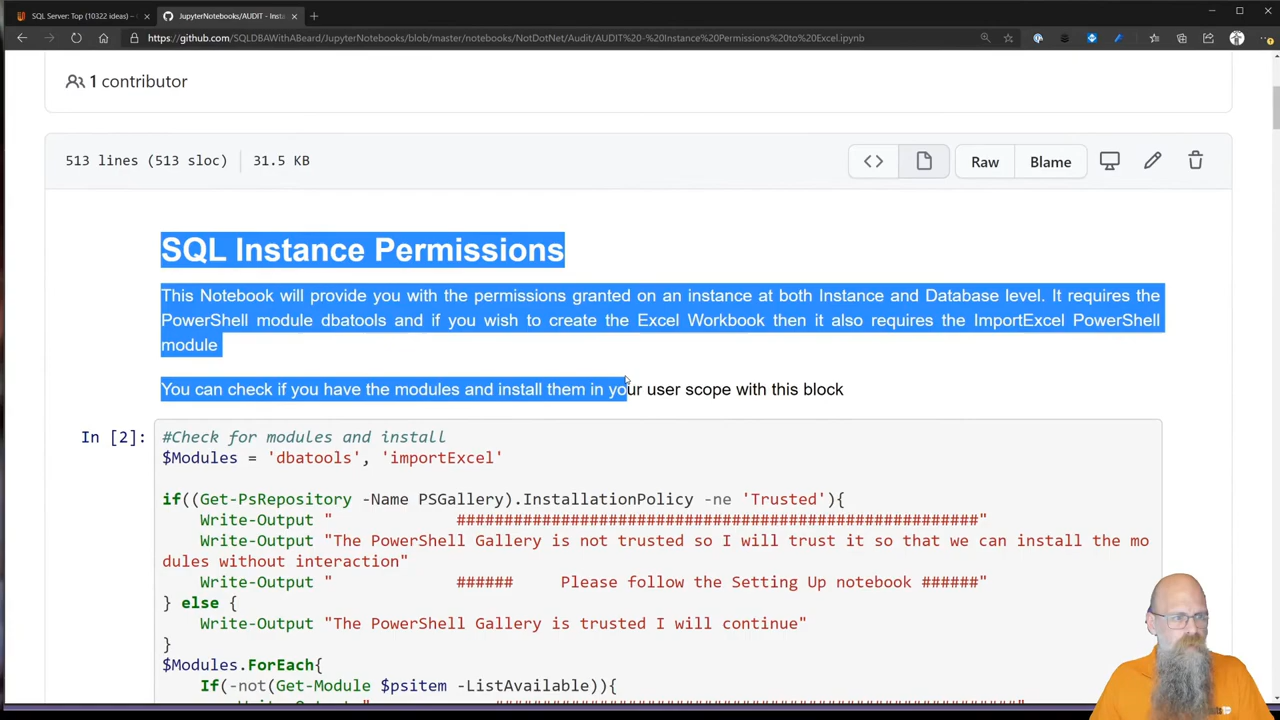 SQL Server: Top (10322 ideas) –
JupyterNotebooks/AUDIT - Insta
https://github.com/SQLDBAWithABeard/JupyterNotebooks/blob/master/notebooks/NotDotNet/Audit/AUDIT%20-%20Instance%20Permissions%20to%20Excel.ipynb
1 contributor
513 lines (513 sloc) 31.5 KB
Raw Blame
SQL Instance Permissions
This Notebook will provide you with the permissions granted on an instance at both Instance and Database level. It requires the
PowerShell module dbatools and if you wish to create the Excel Workbook then it also requires the ImportExcel PowerShell
module
You can check if you have the modules and install them in your user scope with this block
In [2]:
#Check for modules and install
$Modules = 'dbatools', 'importExcel'
if((Get-PsRepository -Name PSGallery).InstallationPolicy -ne 'Trusted'){
Write-Output " #######################################################"
Write-Output "The PowerShell Gallery is not trusted so I will trust it so that we can install the mo
dules without interaction"
Write-Output " ###### Please follow the Setting Up notebook ######"
} else {
Write-Output "The PowerShell Gallery is trusted I will continue"
}
$Modules.ForEach{
If(-not(Get-Module $psitem -ListAvailable)){